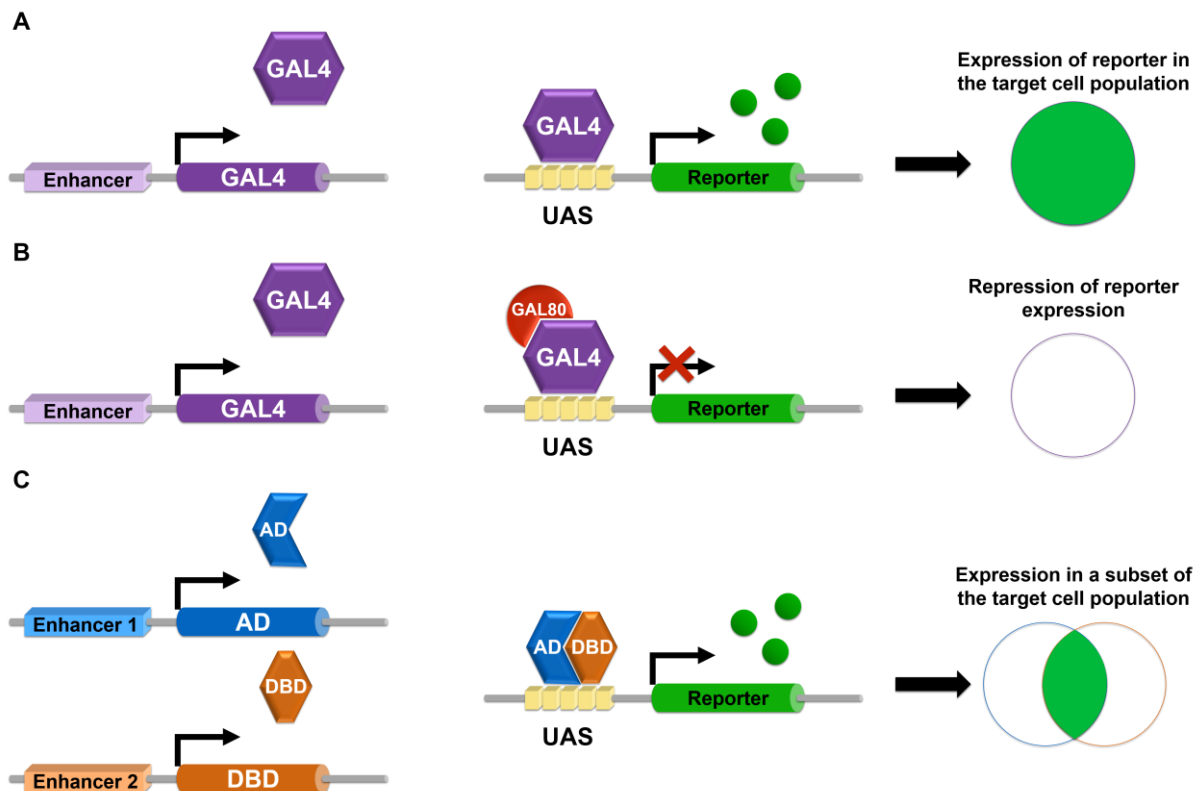 A
GAL4
Enhancer
GAL4
GAL4
UAS
Reporter
Expression of reporter in
the target cell population
B
GAL4
Enhancer
GAL4
GAL80
GAL4
UAS
Reporter
Repression of reporter
expression
C
AD
Enhancer 1
AD
DBD
Enhancer 2
DBD
AD DBD
UAS
Reporter
Expression in a subset of
the target cell population